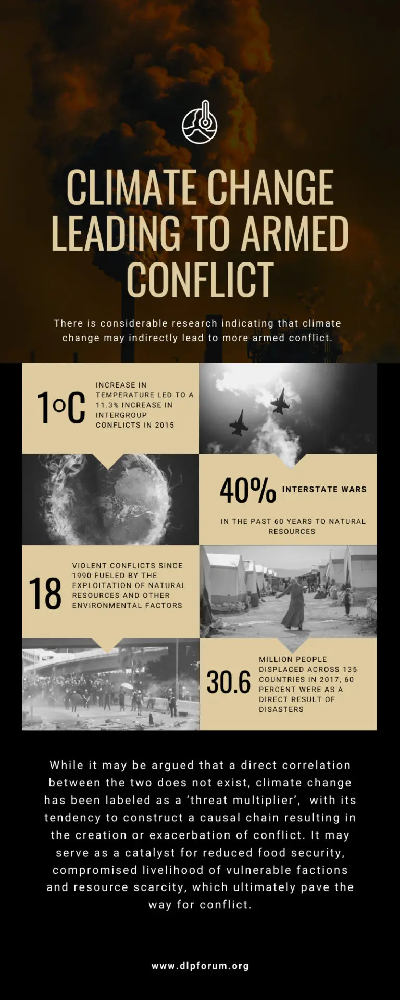 CLIMATE CHANGE
LEADING TO ARMED
CONFLICT
There is considerable research indicating that climate
change may indirectly lead to more armed conflict.
1oC
INCREASE IN
TEMPERATURE LED TO A
11.3% INCREASE IN
INTERGROUP
CONFLICTS IN 2015
40% INTERSTATE WARS
IN THE PAST 60 YEARS TO NATURAL
RESOURCES
18
VIOLENT CONFLICTS SINCE
1990 FUELED BY THE
EXPLOITATION OF NATURAL
RESOURCES AND OTHER
ENVIRONMENTAL FACTORS
30.6
MILLION PEOPLE
DISPLACED ACROSS 135
COUNTRIES IN 2017, 60
PERCENT WERE AS A
DIRECT RESULT OF
DISASTERS
While it may be argued that a direct correlation
between the two does not exist, climate change
has been labeled as a ‘threat multiplier’,  with its
tendency to construct a causal chain resulting in
the creation or exacerbation of conflict. It may
serve as a catalyst for reduced food security,
compromised livelihood of vulnerable factions
and resource scarcity, which ultimately pave the
way for conflict.
www.dlpforum.org